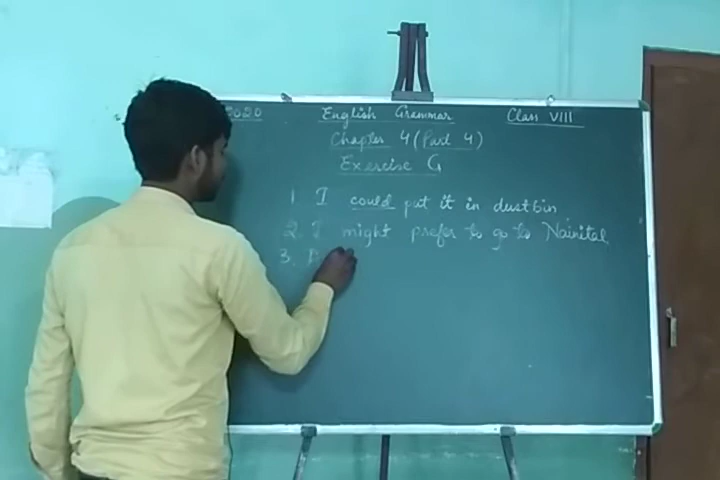 2020 English Grammar Class VIII
Chapter 4 (Part 4)
Exercise G
1. I could put it in dustbin
2. I might prefer to go to Nainital
3.